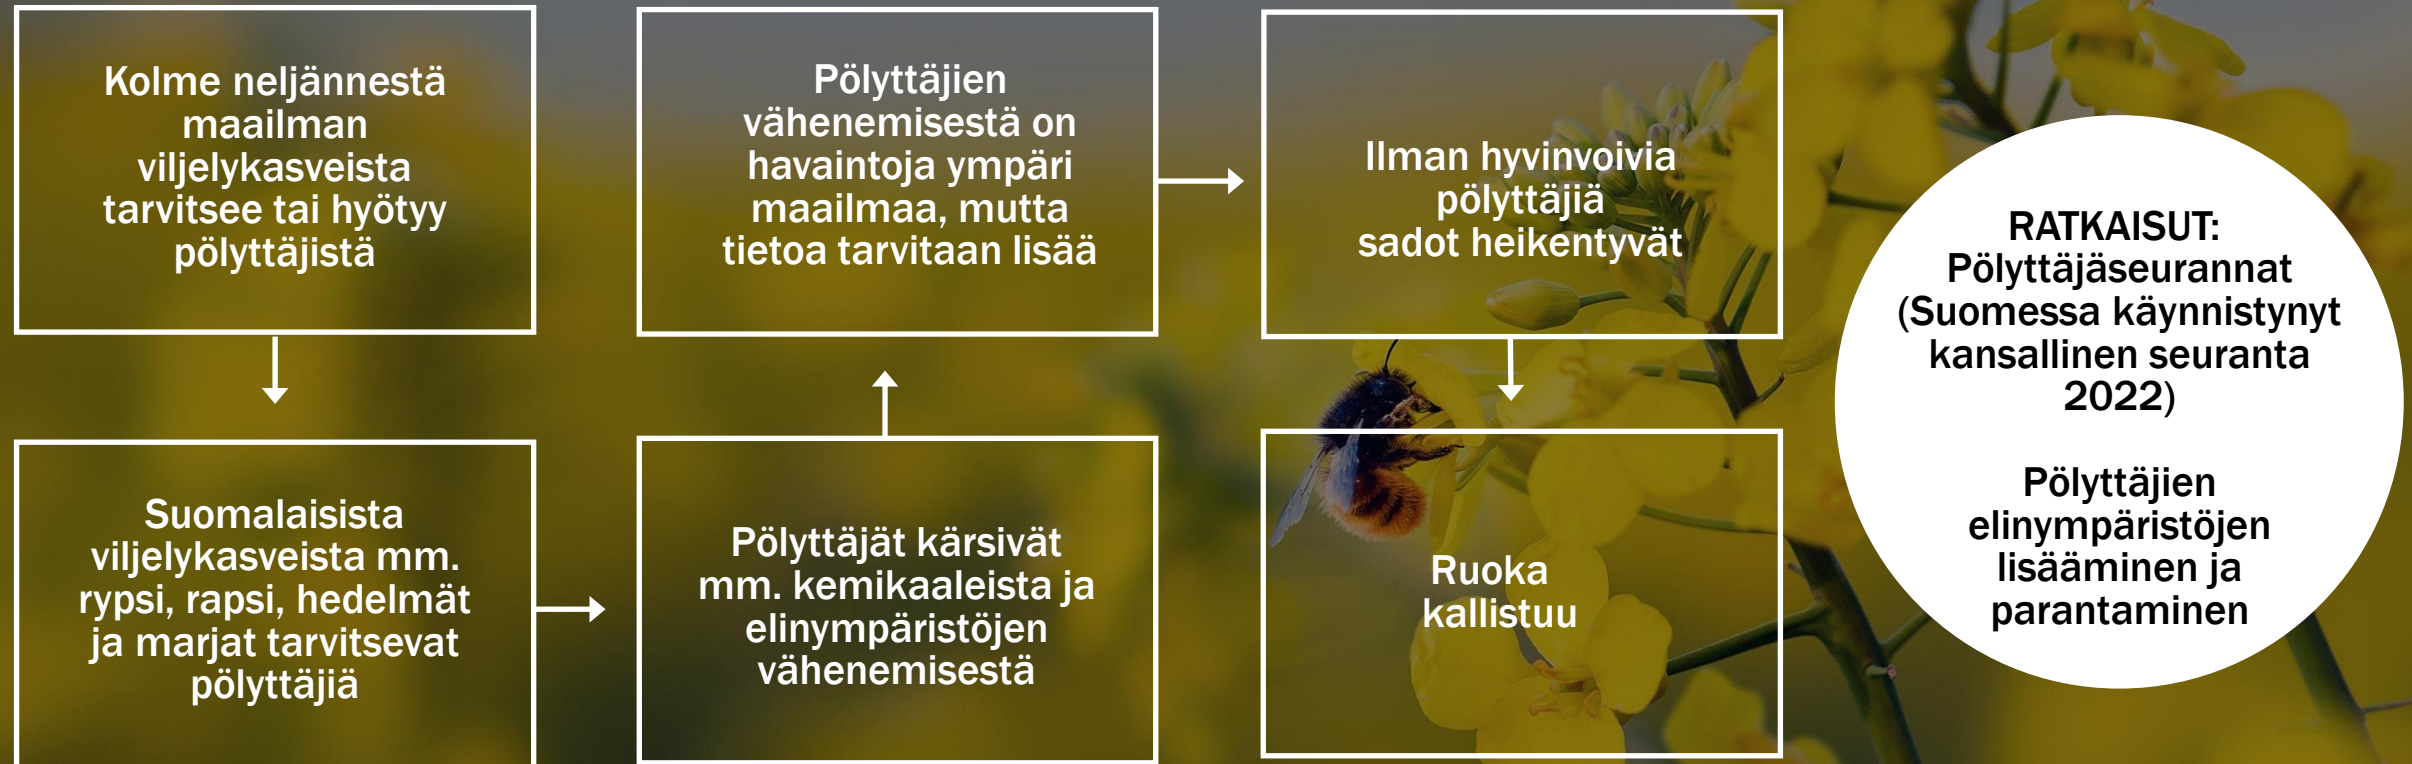 Kolme neljännestä
maailman
viljelykasveista
tarvitsee tai hyötyy
pölyttäjistä
Suomalaisista
viljelykasveista mm.
rypsi, rapsi, hedelmät
ja marjat tarvitsevat
pölyttäjiä
Pölyttäjät kärsivät
mm. kemikaaleista ja
elinympäristöjen
vähenemisestä
Pölyttäjien
vähenemisestä on
havaintoja ympäri
maailmaa, mutta
tietoa tarvitaan lisää
Ilman hyvinvoivia
pölyttäjiä
sadot heikentyvät
Ruoka
kallistuu
RATKAISUT:
Pölyttäjäseurannat
(Suomessa käynnistynyt
kansallinen seuranta
2022)
Pölyttäjien
elinympäristöjen
lisääminen ja
parantaminen